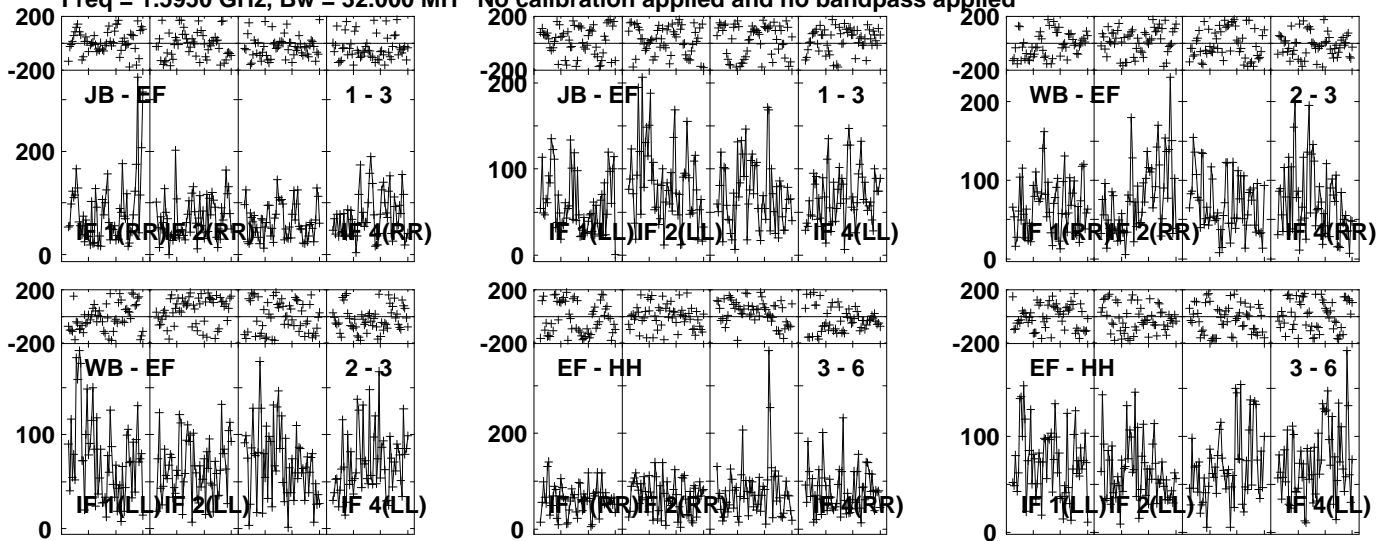 Freq = 1.5950 GHz, Bw = 32.000 MH No calibration applied and no bandpass applied
200
-200
JB - EF 1 - 3
200
IF 1(RR) IF 2(RR) IF 4(RR)
0
200
-200
200
JB - EF 1 - 3
100
IF 1(LL) IF 2(LL) IF 4(LL)
0
200
-200
200
WB - EF 2 - 3
100
IF 1(RR) IF 2(RR) IF 4(RR)
0
200
-200
WB - EF 2 - 3
100
IF 1(LL) IF 2(LL) IF 4(LL)
0
200
-200
EF - HH 3 - 6
200
IF 1(RR) IF 2(RR) IF 4(RR)
0
200
-200
EF - HH 3 - 6
100
IF 1(LL) IF 2(LL) IF 4(LL)
0